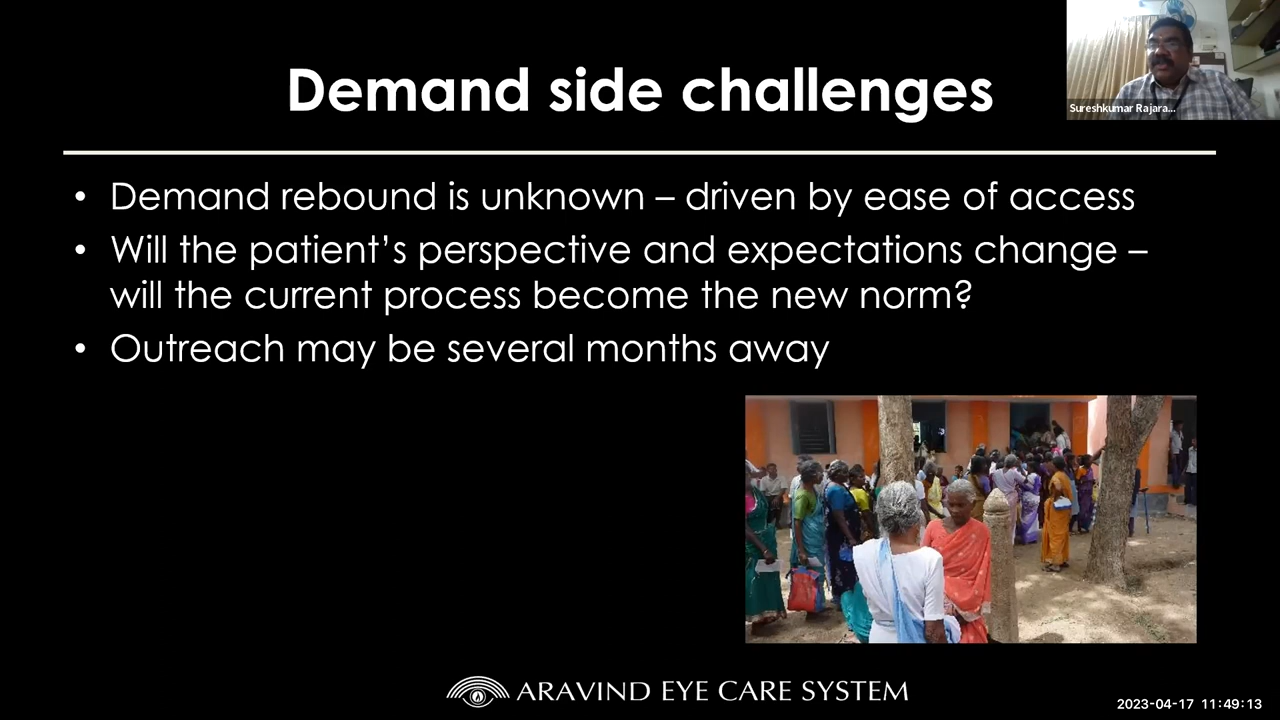 Demand side challenges
Sureshkumar Rajara...
• Demand rebound is unknown – driven by ease of access
• Will the patient’s perspective and expectations change –
will the current process become the new norm?
• Outreach may be several months away
ARAVIND EYE CARE SYSTEM
2023-04-17 11:49:13